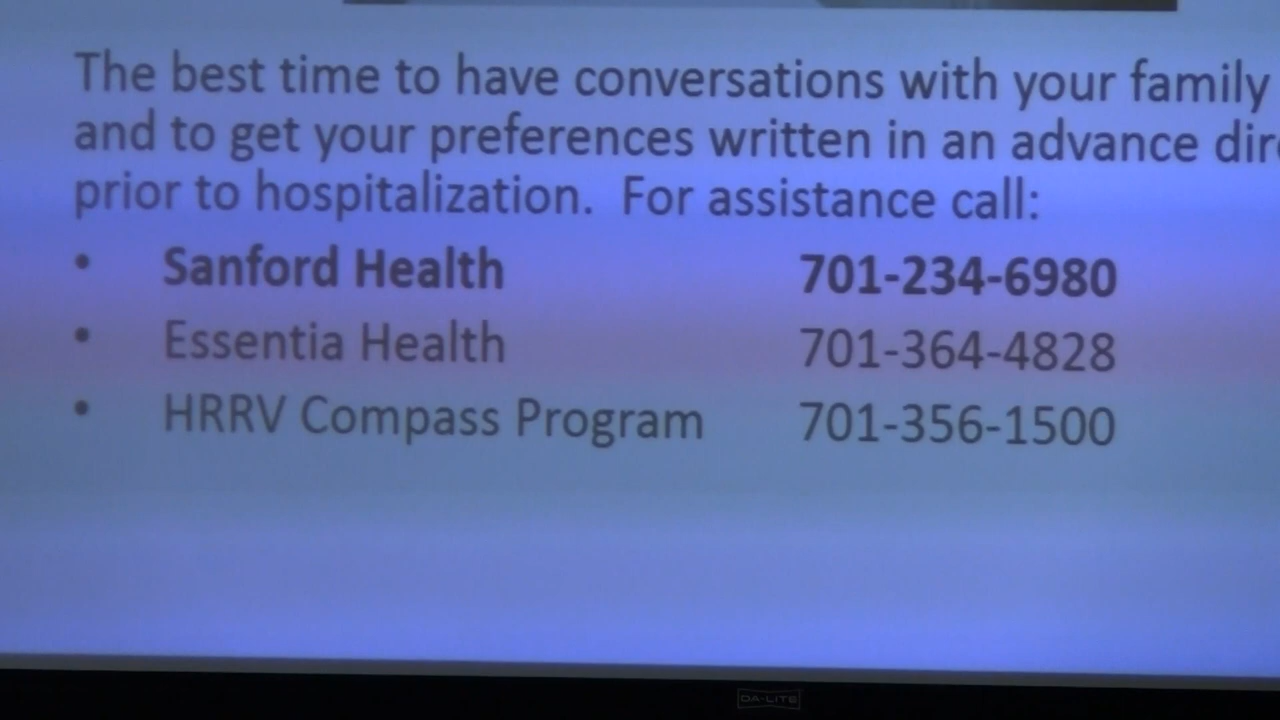 The best time to have conversations with your family
and to get your preferences written in an advance
prior to hospitalization. For assistance call:
• Sanford Health 701-234-6980
• Essentia Health 701-364-4828
• HRRV Compass Program 701-356-1500
DA-LITE